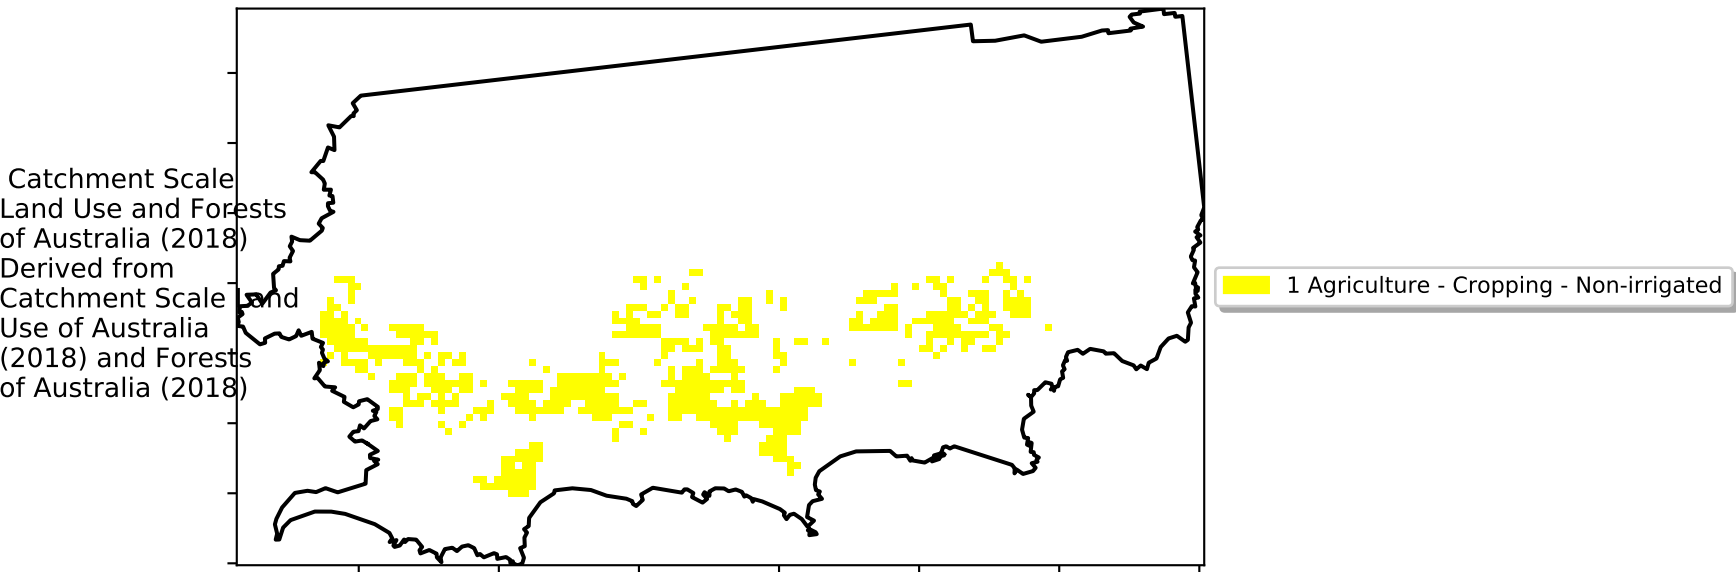 Catchment Scale
Land Use and Forests
of Australia (2018)
Derived from
Catchment Scale Land
Use of Australia
(2018) and Forests
of Australia (2018)
1 Agriculture - Cropping - Non-irrigated